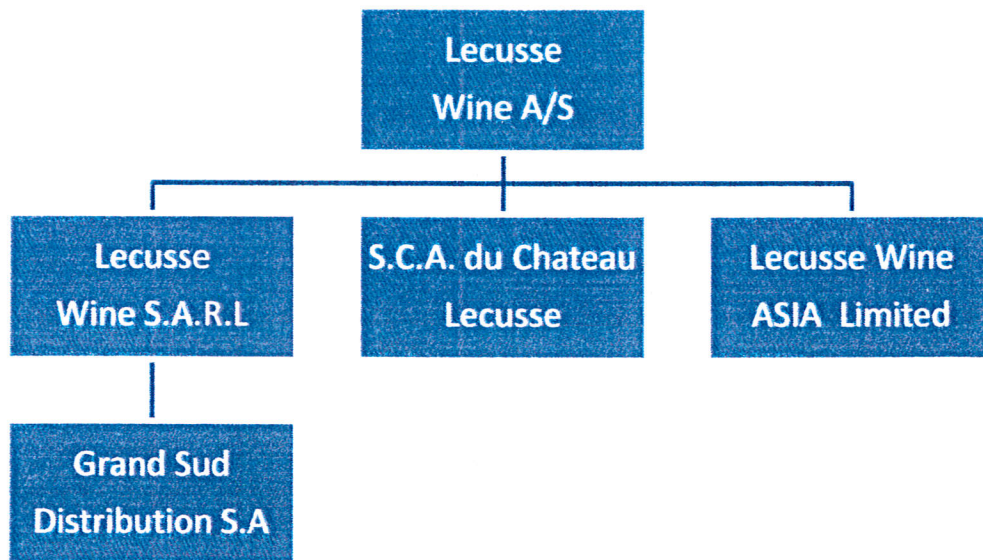 Lecusse
Wine A/S
Lecusse
Wine S.A.R.L
S.C.A. du Chateau
Lecusse
Lecusse Wine
ASIA Limited
Grand Sud
Distribution S.A